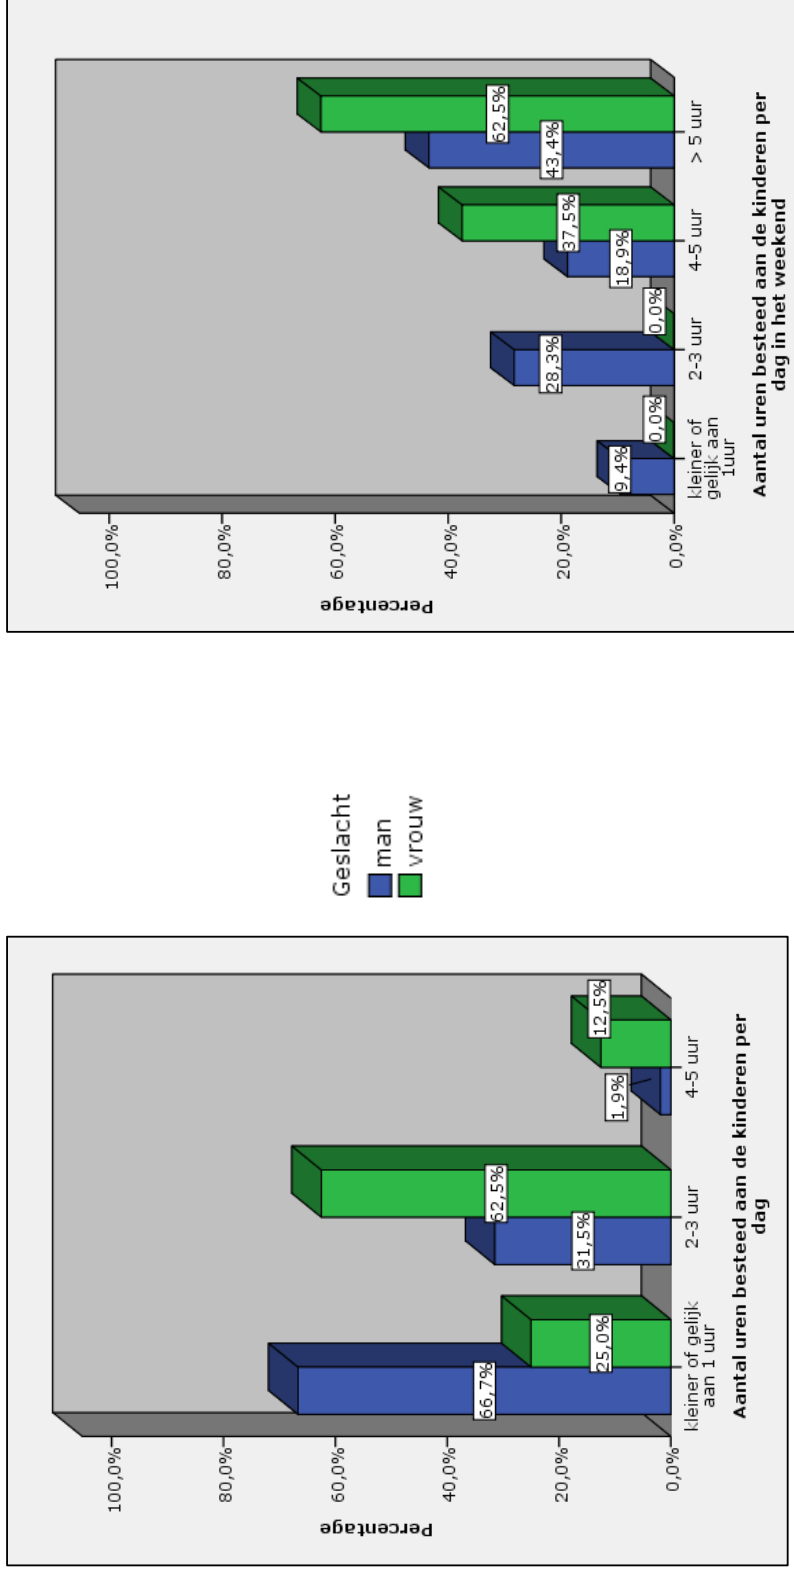 Percentage
100,0%
80,0%
60,0%
40,0%
20,0%
0,0%
66,7%
25,0%
31,5%
62,5%
1,9%
12,5%
kleiner of gelijk
aan 1 uur
2-3 uur
4-5 uur
Aantal uren besteed aan de kinderen per
dag
Geslacht
man
vrouw
Percentage
100,0%
80,0%
60,0%
40,0%
20,0%
0,0%
9,4%
0,0%
28,3%
0,0%
18,9%
37,5%
43,4%
62,5%
kleiner of
gelijk aan
1uur
2-3 uur
4-5 uur
> 5 uur
Aantal uren besteed aan de kinderen per
dag in het weekend